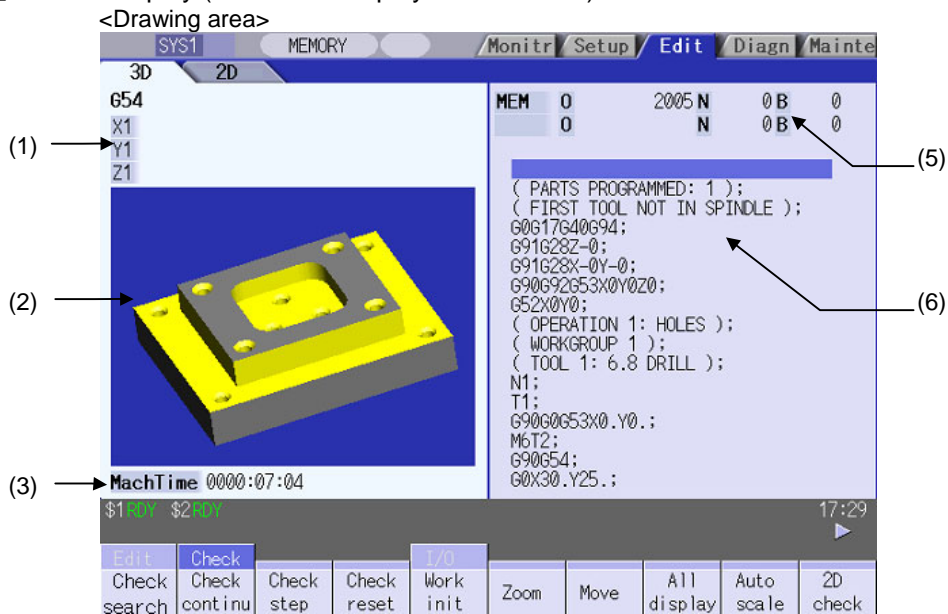 <Drawing area>
SYS1 MEMORY Monitr Setup Edit Diagn Mainte
3D 2D
G54
X1
Y1
Z1
(1)
(2)
MachTime 0000:07:04
(3)
MEM O 2005 N 0 B 0
O N 0 B 0
(5)
( PARTS PROGRAMMED: 1 );
( FIRST TOOL NOT IN SPINDLE );
G0G17G40G94;
G91G28Z-0;
G91G28X-0Y-0;
G90G92G53X0Y0Z0;
G52X0Y0;
( OPERATION 1: HOLES );
( WORKGROUP 1 );
( TOOL 1: 6.8 DRILL );
N1;
T1;
G90G0G53X0.Y0.;
M6T2;
G90G54;
G0X30.Y25.;
(6)
$1 RDY $2 RDY 17:29
Edit Check I/O
Check search
Check continu
Check step
Check reset
Work init
Zoom
Move
All display
Auto scale
2D check